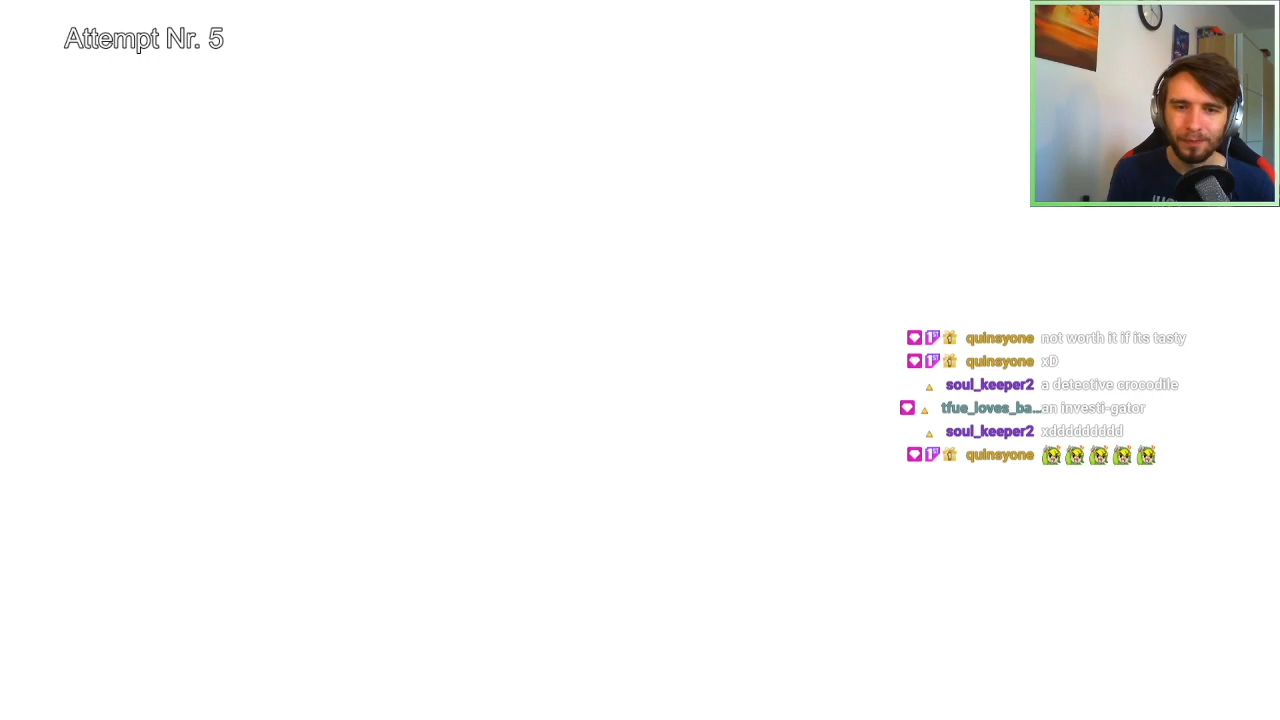 Attempt Nr. 5
quinsyone not worth it if its tasty
quinsyone xD
soul_keeper2 a detective crocodile
tfue_loves_ba... an investi-gator
soul_keeper2 xddddddddd
quinsyone